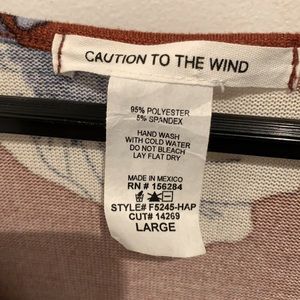 CAUTION TO THE WIND
95% POLYESTER
5% SPANDEX
HAND WASH
WITH COLD WATER
DO NOT BLEACH
LAY FLAT DRY
MADE IN MEXICO
RN # 156284
STYLE# F5245-HAP
CUT# 14269
LARGE